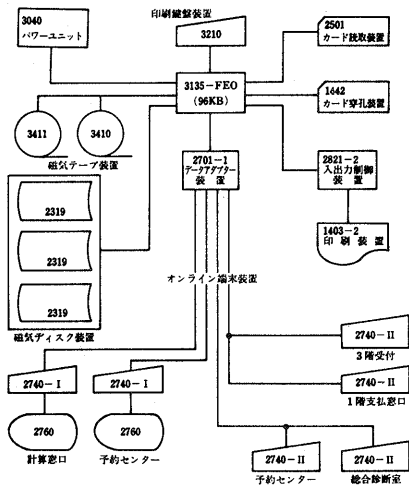 3040
パワーユニット
印刷鍵盤装置
3210
2501
カード読取装置
3135-FEO
(96KB)
1642
カード穿孔装置
3411
3410
磁気テープ装置
2701-1
データアダプター
装置
2821-2
入出力制御
装置
1403-2
印刷装置
2319
2319
2319
磁気ディスク装置
オンライン端末装置
2740-II
3階受付
2740-I
2740-I
2740-II
1階支払窓口
2760
2760
計算窓口
予約センター
2740-II
2740-II
予約センター
総合診断室